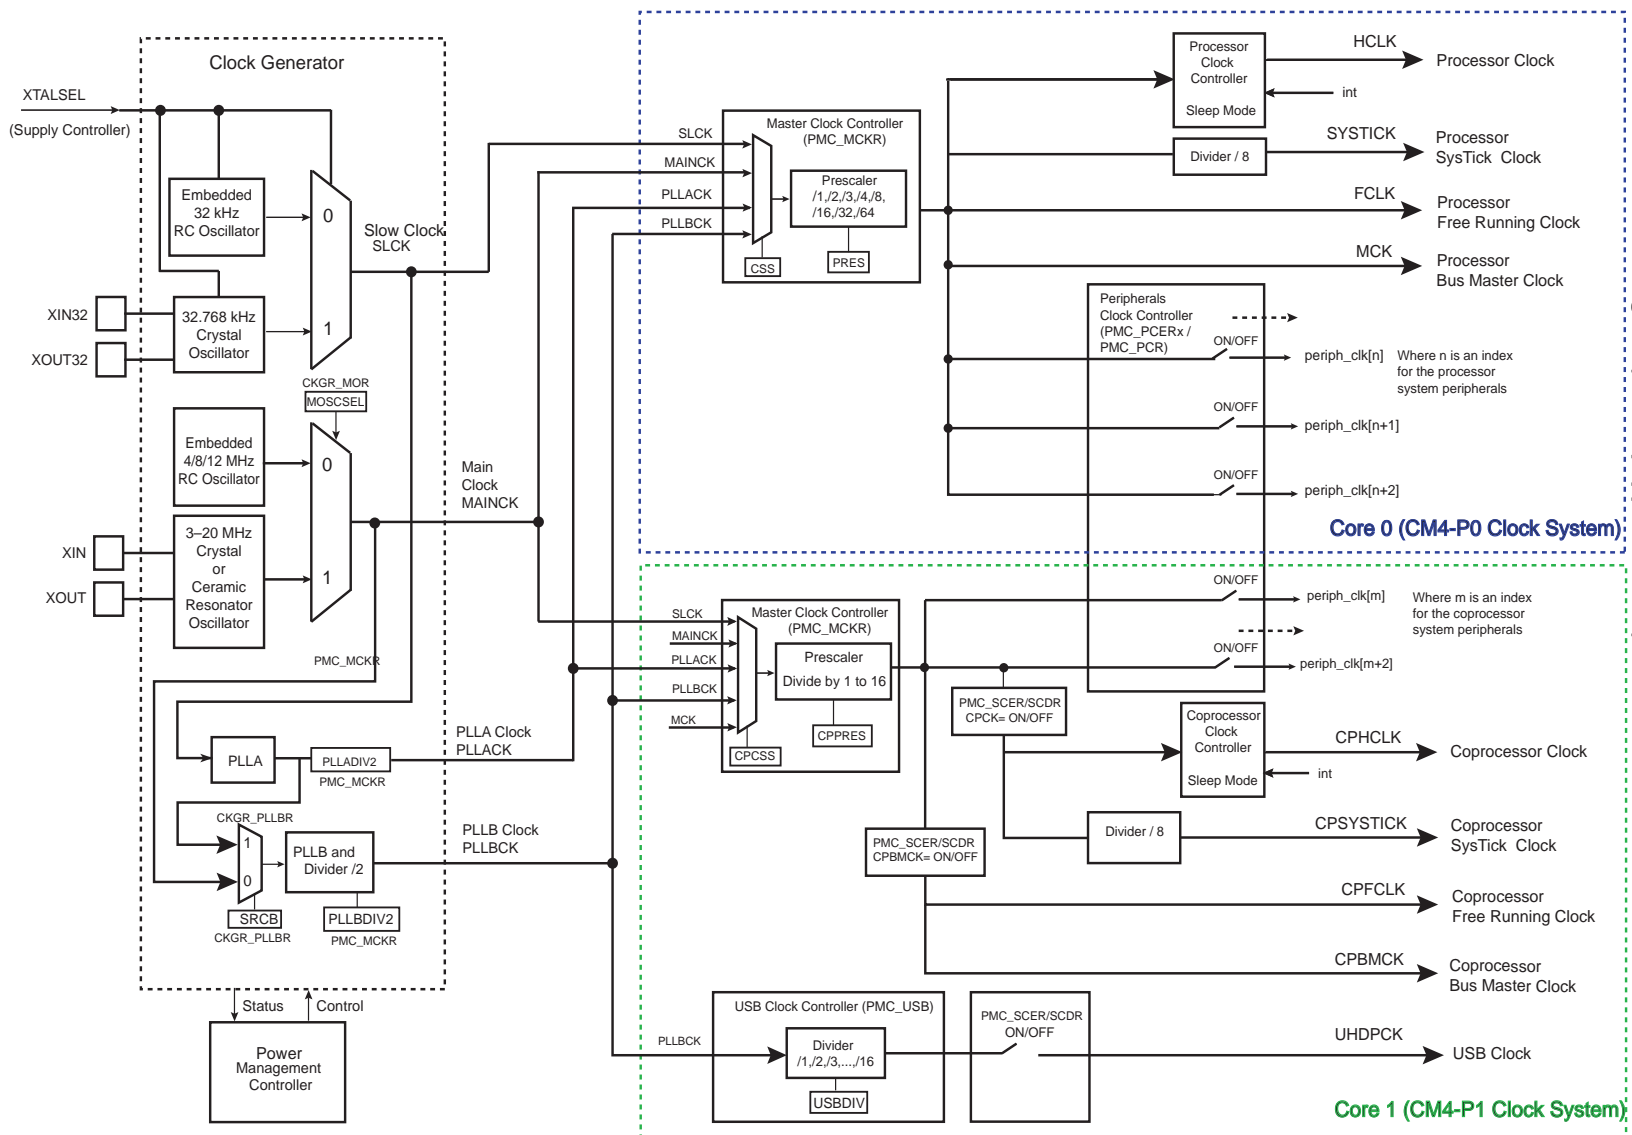 Clock Generator
XTALSEL
(Supply Controller)
Embedded
32 kHz
RC Oscillator
0
1
Slow Clock
SLCK
XIN32
XOUT32
32.768 kHz
Crystal
Oscillator
CKGR_MOR
MOSCSEL
Embedded
4/8/12 MHz
RC Oscillator
0
1
Main
Clock
MAINCK
XIN
XOUT
3–20 MHz
Crystal
or
Ceramic
Resonator
Oscillator
PMC_MCKR
PLLA
PLLADIV2
PMC_MCKR
PLLA Clock
PLLACK
CKGR_PLLBR
1
0
PLLB and
Divider /2
PLLB Clock
PLLBCK
SRCB
CKGR_PLLBR
PLLBDIV2
PMC_MCKR
Status
Control
Power
Management
Controller
SLCK
MAINCK
PLLACK
PLLBCK
Master Clock Controller
(PMC_MCKR)
Prescaler
/1,/2,/3,/4,/8,
/16,/32,/64
CSS
PRES
Processor
Clock
Controller
Sleep Mode
HCLK
Processor Clock
int
Divider / 8
SYSTICK
Processor
SysTick Clock
FCLK
Processor
Free Running Clock
MCK
Processor
Bus Master Clock
Peripherals
Clock Controller
(PMC_PCERx /
PMC_PCR)
ON/OFF
periph_clk[n]
Where n is an index
for the processor
system peripherals
ON/OFF
periph_clk[n+1]
ON/OFF
periph_clk[n+2]
Core 0 (CM4-P0 Clock System)
SLCK
MAINCK
PLLACK
PLLBCK
MCK
Master Clock Controller
(PMC_MCKR)
Prescaler
Divide by 1 to 16
CPCSS
CPPRES
ON/OFF
periph_clk[m]
Where m is an index
for the coprocessor
system peripherals
ON/OFF
periph_clk[m+2]
PMC_SCER/SCDR
CPCK= ON/OFF
Coprocessor
Clock
Controller
Sleep Mode
CPHCLK
Coprocessor Clock
int
Divider / 8
CPSYSTICK
Coprocessor
SysTick Clock
PMC_SCER/SCDR
CPBMCK= ON/OFF
CPFCLK
Coprocessor
Free Running Clock
CPBMCK
Coprocessor
Bus Master Clock
PLLBCK
USB Clock Controller (PMC_USB)
Divider
/1,/2,/3,...,/16
USBDIV
PMC_SCER/SCDR
ON/OFF
UHDPCK
USB Clock
Core 1 (CM4-P1 Clock System)